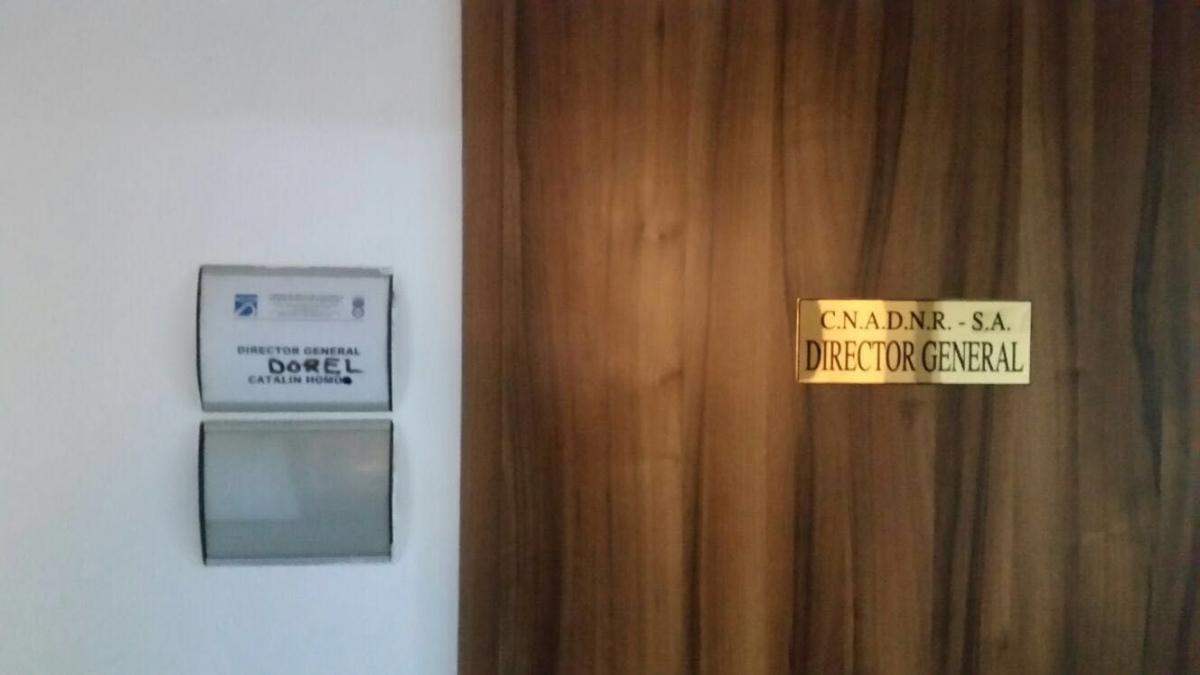 DIRECTOR GENERAL
DOREL
CATALIN HOMO
C.N.A.D.N.R. - S.A.
DIRECTOR GENERAL